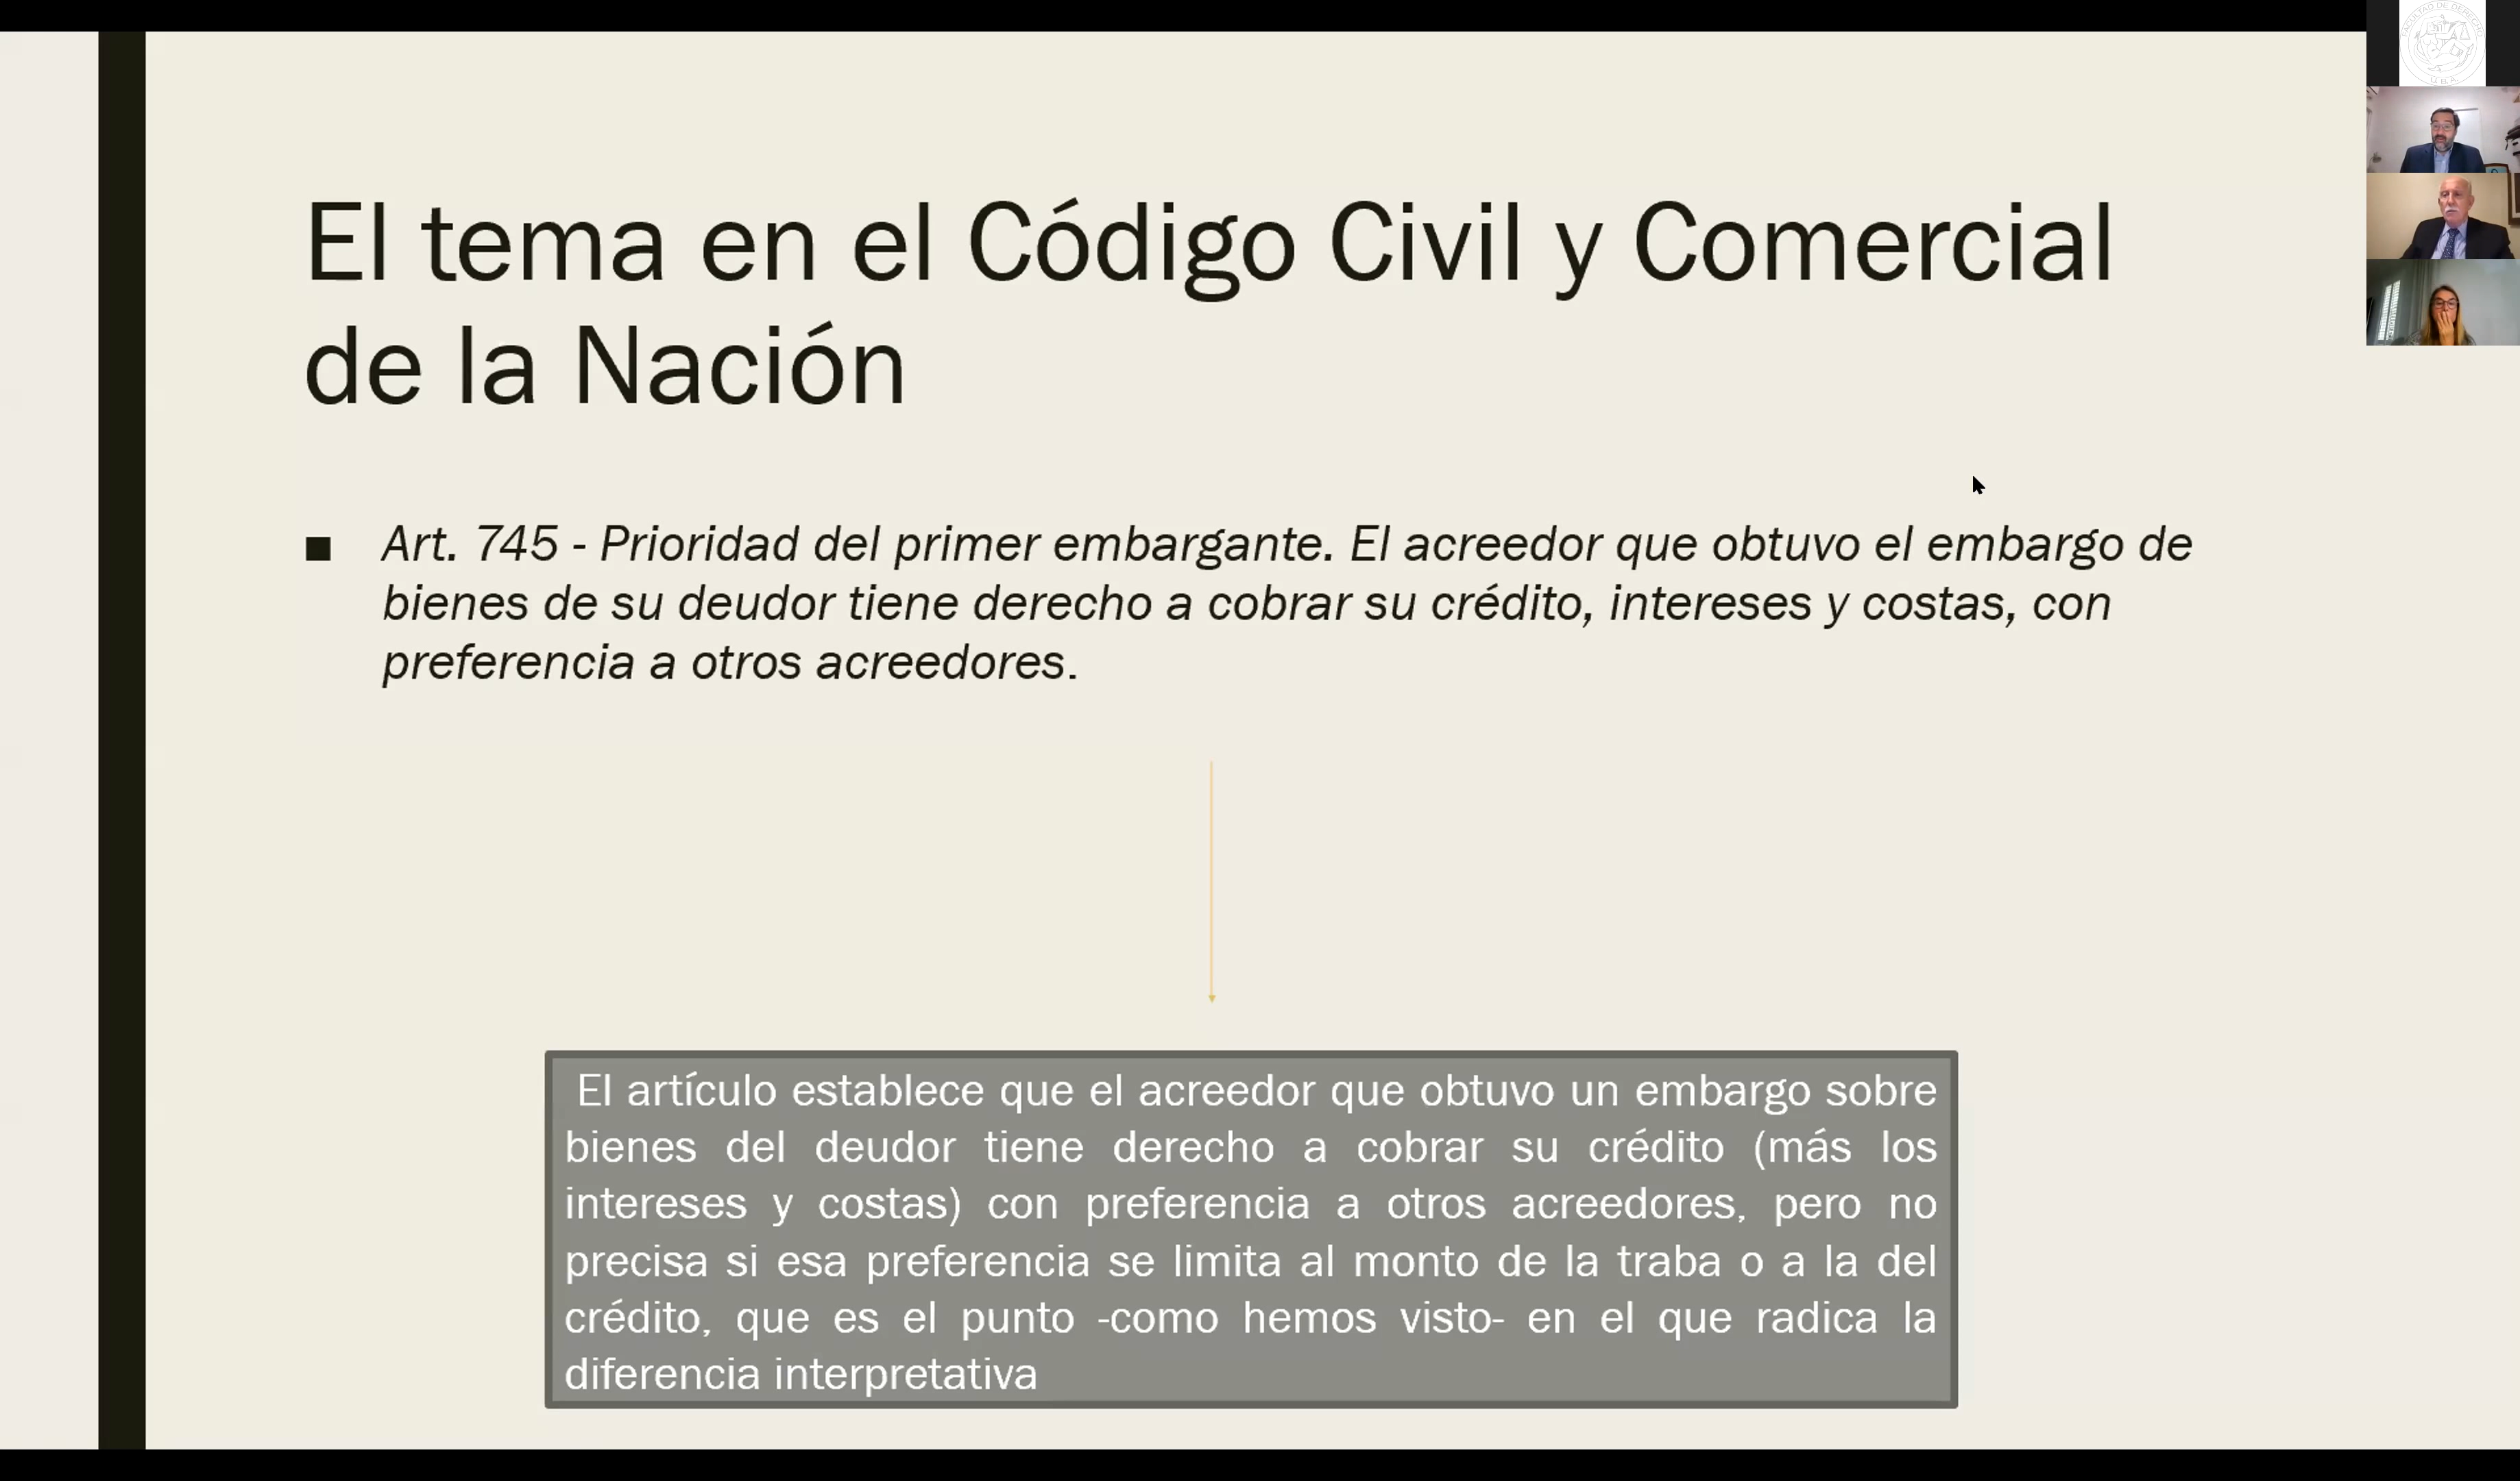 FACULTAD DE DERECHO
U.B.A.
El tema en el Código Civil y Comercial
de la Nación
■ Art. 745 - Prioridad del primer embargante. El acreedor que obtuvo el embargo de
bienes de su deudor tiene derecho a cobrar su crédito, intereses y costas, con
preferencia a otros acreedores.
El artículo establece que el acreedor que obtuvo un embargo sobre
bienes del deudor tiene derecho a cobrar su crédito (más los
intereses y costas) con preferencia a otros acreedores, pero no
precisa si esa preferencia se limita al monto de la traba o a la del
crédito, que es el punto -como hemos visto- en el que radica la
diferencia interpretativa